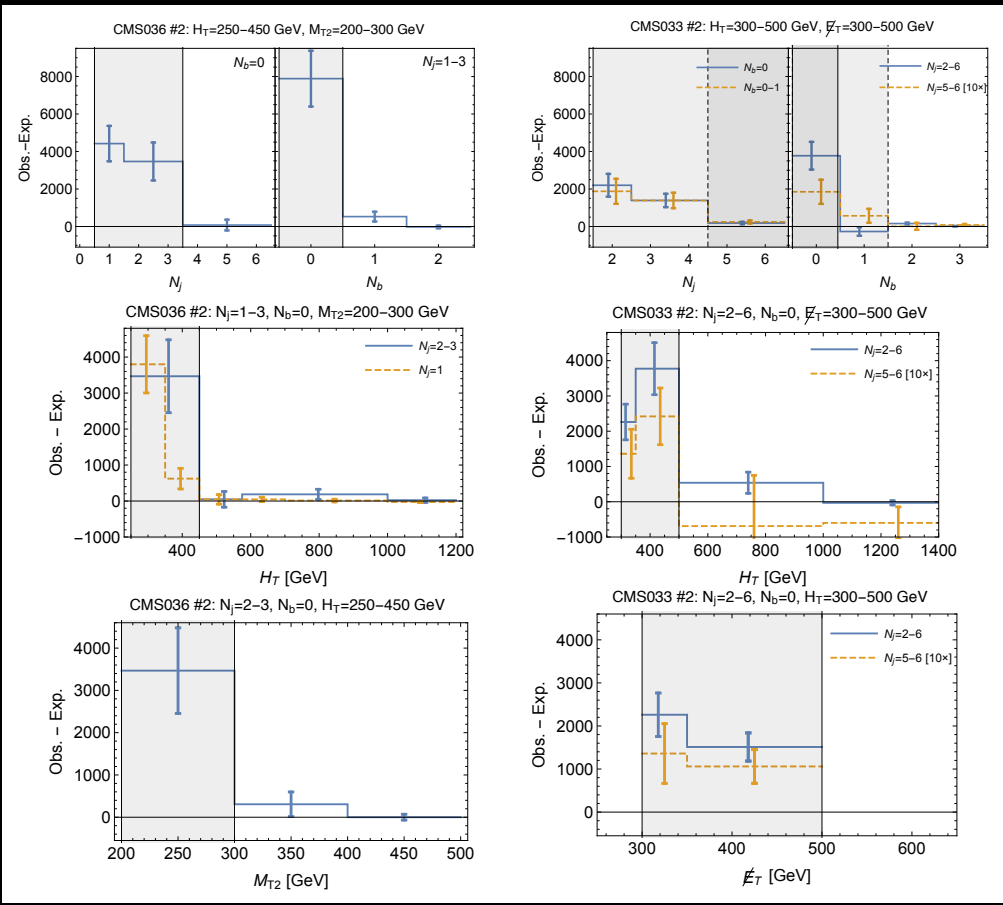 CMS036 #2: H_T=250–450 GeV, M_T2=200–300 GeV
N_b=0
N_j=1–3
Obs.–Exp.
8000
6000
4000
2000
0
0 1 2 3 4 5 6
0 1 2
N_j
N_b
CMS033 #2: H_T=300–500 GeV, E̸_T=300–500 GeV
N_b=0
N_b=0–1
N_j=2–6
N_j=5–6 [10×]
Obs.–Exp.
8000
6000
4000
2000
0
2 3 4 5 6
0 1 2 3
N_j
N_b
CMS036 #2: N_j=1–3, N_b=0, M_T2=200–300 GeV
N_j=2–3
N_j=1
Obs. – Exp.
4000
3000
2000
1000
0
−1000
400 600 800 1000 1200
H_T [GeV]
CMS033 #2: N_j=2–6, N_b=0, E̸_T=300–500 GeV
N_j=2–6
N_j=5–6 [10×]
Obs. – Exp.
4000
3000
2000
1000
0
−1000
400 600 800 1000 1200 1400
H_T [GeV]
CMS036 #2: N_j=2–3, N_b=0, H_T=250–450 GeV
Obs. – Exp.
4000
3000
2000
1000
0
200 250 300 350 400 450 500
M_T2 [GeV]
CMS033 #2: N_j=2–6, N_b=0, H_T=300–500 GeV
N_j=2–6
N_j=5–6 [10×]
Obs. – Exp.
4000
3000
2000
1000
0
300 400 500 600
E̸_T [GeV]